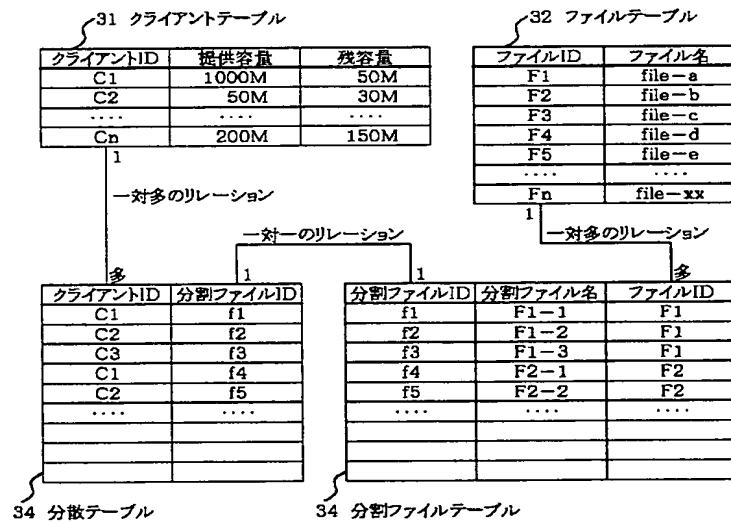 31 クライアントテーブル
クライアントID 提供容量 残容量
C1 1000M 50M
C2 50M 30M
‥‥ ‥‥ ‥‥
Cn 200M 150M
32 ファイルテーブル
ファイルID ファイル名
F1 file-a
F2 file-b
F3 file-c
F4 file-d
F5 file-e
‥‥ ‥‥
Fn file-xx
1
一対多のリレーション
多
1
一対一のリレーション
1
1
一対多のリレーション
多
クライアントID 分割ファイルID
C1 f1
C2 f2
C3 f3
C1 f4
C2 f5
‥‥ ‥‥
34 分散テーブル
分割ファイルID 分割ファイル名 ファイルID
f1 F1-1 F1
f2 F1-2 F1
f3 F1-3 F1
f4 F2-1 F2
f5 F2-2 F2
‥‥ ‥‥ ‥‥
34 分割ファイルテーブル